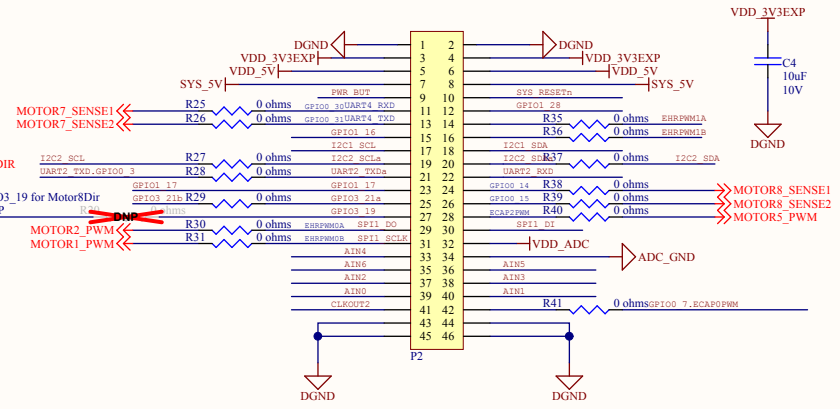 VDD_3V3EXP
C4
10uF
10V
DGND
DGND 1 2 DGND
VDD_3V3EXP 3 4 VDD_3V3EXP
VDD_5V 5 6 VDD_5V
SYS_5V 7 8 SYS_5V
PWR_BUT 9 10 SYS_RESETn
MOTOR7_SENSE1 R25 0 ohms GPIO0_30 UART4_RXD 11 12 GPIO1_28
MOTOR7_SENSE2 R26 0 ohms GPIO0_31 UART4_TXD 13 14 R35 0 ohms EHRPWM1A
GPIO1_16 15 16 R36 0 ohms EHRPWM1B
I2C1_SCL 17 18 I2C1_SDA
DIR I2C2_SCL R27 0 ohms I2C2_SCLa 19 20 R37 0 ohms I2C2_SDA
UART2_TXD.GPIO0_3 R28 0 ohms UART2_TXDa 21 22 UART2_RXD
GPIO1_17 GPIO1_17 23 24 GPIO0_14 R38 0 ohms MOTOR8_SENSE1
O3_19 for Motor8Dir GPIO3_21b R29 0 ohms GPIO3_21a 25 26 GPIO0_15 R39 0 ohms MOTOR8_SENSE2
P DNP ohms GPIO3_19 27 28 ECAP2PWM R40 0 ohms MOTOR5_PWM
MOTOR2_PWM R30 0 ohms EHRPWM0A SPI1_DO 29 30 SPI1_DI
MOTOR1_PWM R31 0 ohms EHRPWM0B SPI1_SCLK 31 32 VDD_ADC
AIN4 33 34 ADC_GND
AIN6 35 36 AIN5
AIN2 37 38 AIN3
AIN0 39 40 AIN1
CLKOUT2 41 42 R41 0 ohms GPIO0_7.ECAP0PWM
43 44
45 46
P2
DGND DGND